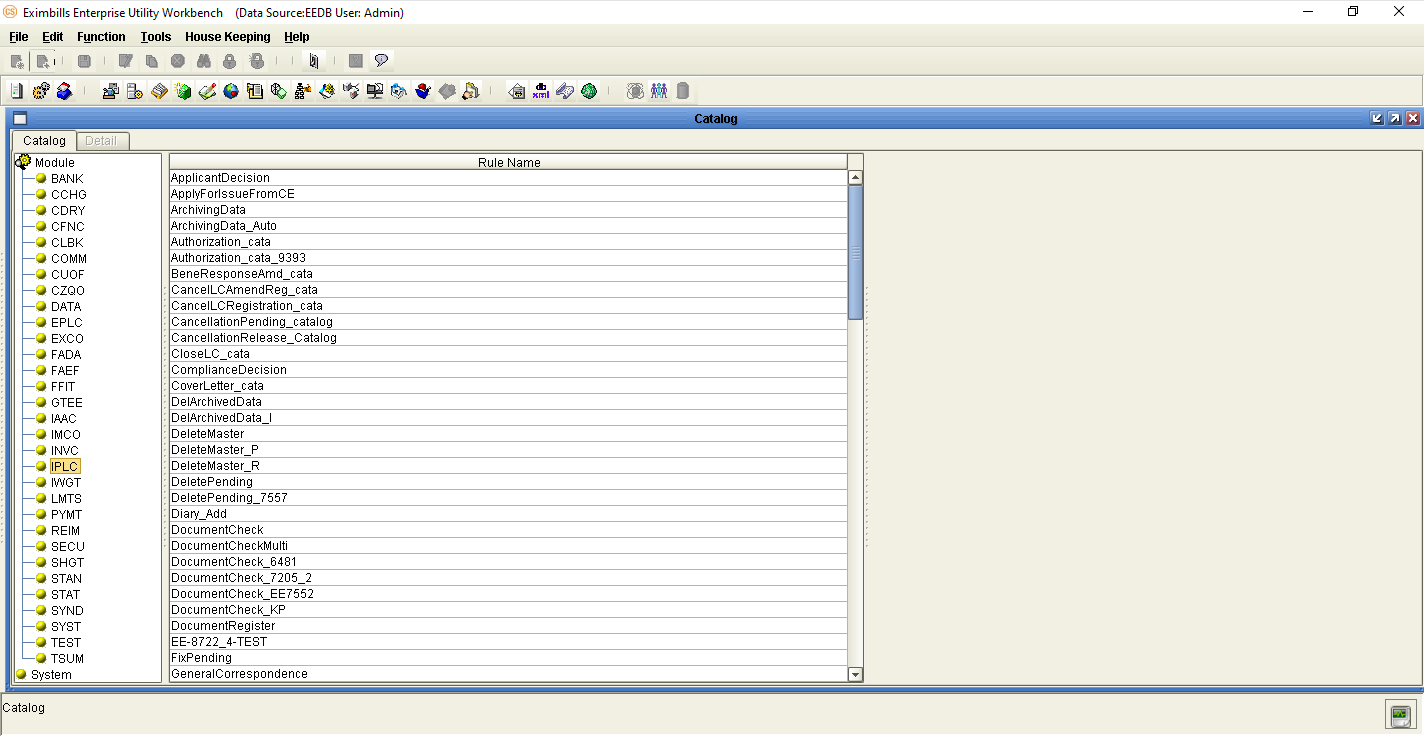 CS Eximbills Enterprise Utility Workbench (Data Source:EEDB User: Admin)
File Edit Function Tools House Keeping Help
Catalog
Catalog Detail
Module
BANK
CCHG
CDRY
CFNC
CLBK
COMM
CUOF
CZQO
DATA
EPLC
EXCO
FADA
FAEF
FFIT
GTEE
IAAC
IMCO
INVC
IPLC
IWGT
LMTS
PYMT
REIM
SECU
SHGT
STAN
STAT
SYND
SYST
TEST
TSUM
System
Rule Name
ApplicantDecision
ApplyForIssueFromCE
ArchivingData
ArchivingData_Auto
Authorization_cata
Authorization_cata_9393
BeneResponseAmd_cata
CancelLCAmendReg_cata
CancelLCRegistration_cata
CancellationPending_catalog
CancellationRelease_Catalog
CloseLC_cata
ComplianceDecision
CoverLetter_cata
DelArchivedData
DelArchivedData_I
DeleteMaster
DeleteMaster_P
DeleteMaster_R
DeletePending
DeletePending_7557
Diary_Add
DocumentCheck
DocumentCheckMulti
DocumentCheck_6481
DocumentCheck_7205_2
DocumentCheck_EE7552
DocumentCheck_KP
DocumentRegister
EE-8722_4-TEST
FixPending
GeneralCorrespondence
Catalog